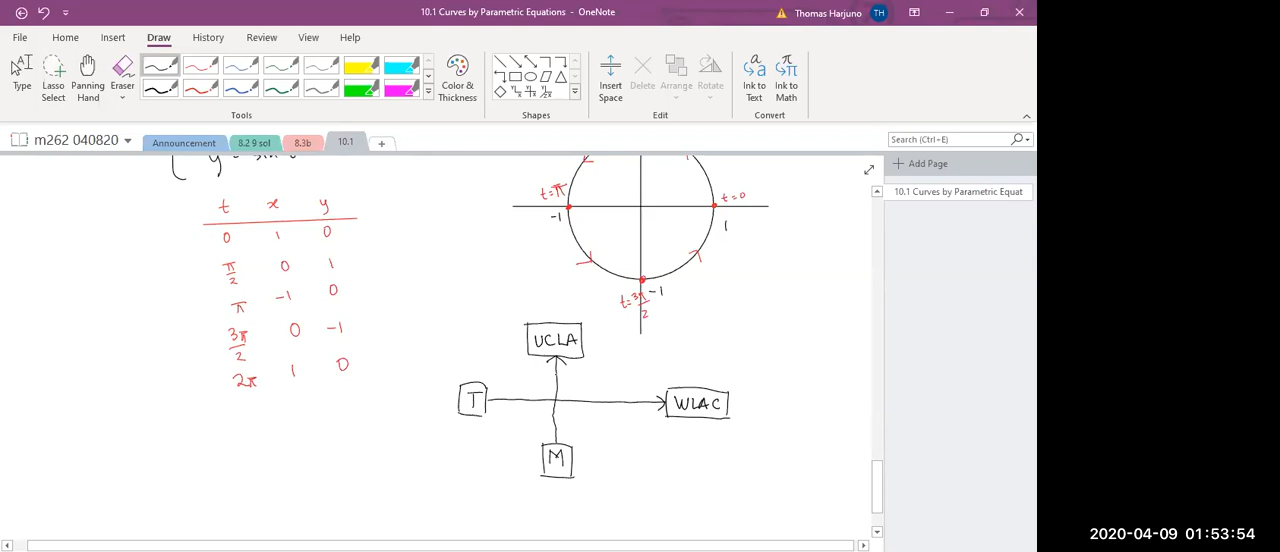 10.1 Curves by Parametric Equations - OneNote
Thomas Harjuno TH
File Home Insert Draw History Review View Help
Type Lasso Select Panning Hand Eraser Color & Thickness Insert Space Delete Arrange Rotate Ink to Text Ink to Math
Tools Shapes Edit Convert
m262 040820 Announcement 8.2 9 sol 8.3b 10.1 Search (Ctrl+E)
Add Page
10.1 Curves by Parametric Equat
t=π t=0
-1 1
t x y
0 1 0
π/2 0 1
π -1 0
3π/2 0 -1
2π 1 0
-1
t=3π/2
UCLA
T WLAC
M
2020-04-09 01:53:54